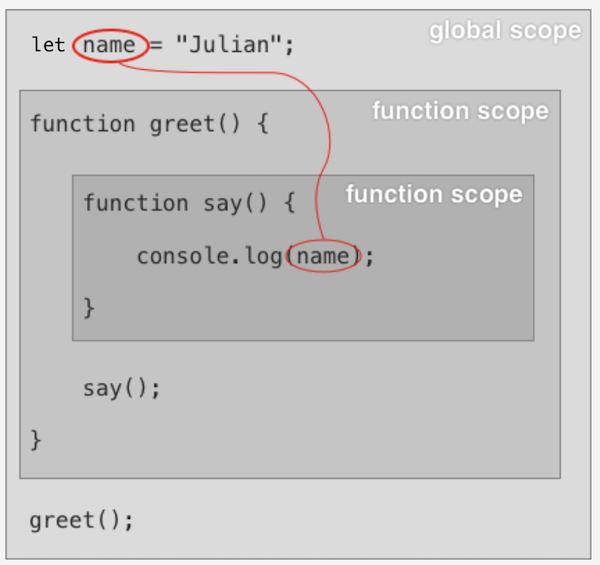 global scope
let name = "Julian";
function scope
function greet() {
function scope
function say() {
console.log(name);
}
say();
}
greet();